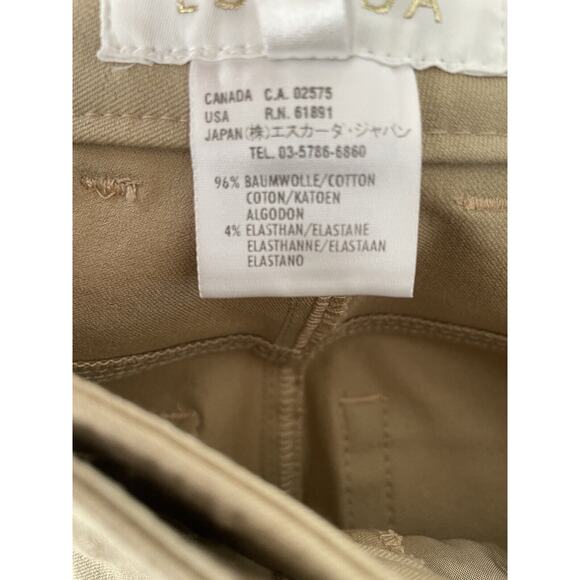 CANADA C.A. 02575
USA R.N. 61891
JAPAN (株)エスカーダ・ジャパン
TEL. 03-5786-6860
96% BAUMWOLLE/COTTON
COTON/KATOEN
ALGODON
4% ELASTHAN/ELASTANE
ELASTHANNE/ELASTAAN
ELASTANO